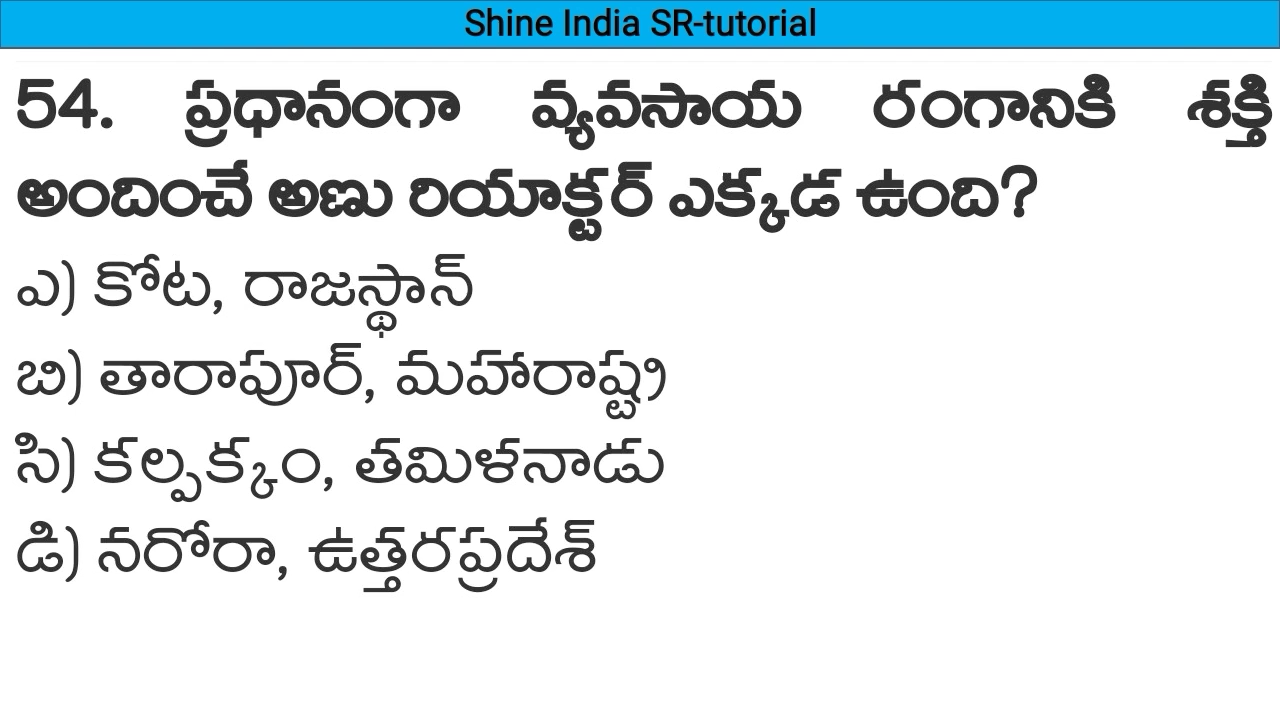 Shine India SR-tutorial
54. ప్రధానంగా వ్యవసాయ రంగానికి శక్తి
అందించే అణు రియాక్టర్ ఎక్కడ ఉంది?
ఎ) కోట, రాజస్థాన్
బి) తారాపూర్, మహారాష్ట్ర
సి) కల్పక్కం, తమిళనాడు
డి) నరోరా, ఉత్తరప్రదేశ్